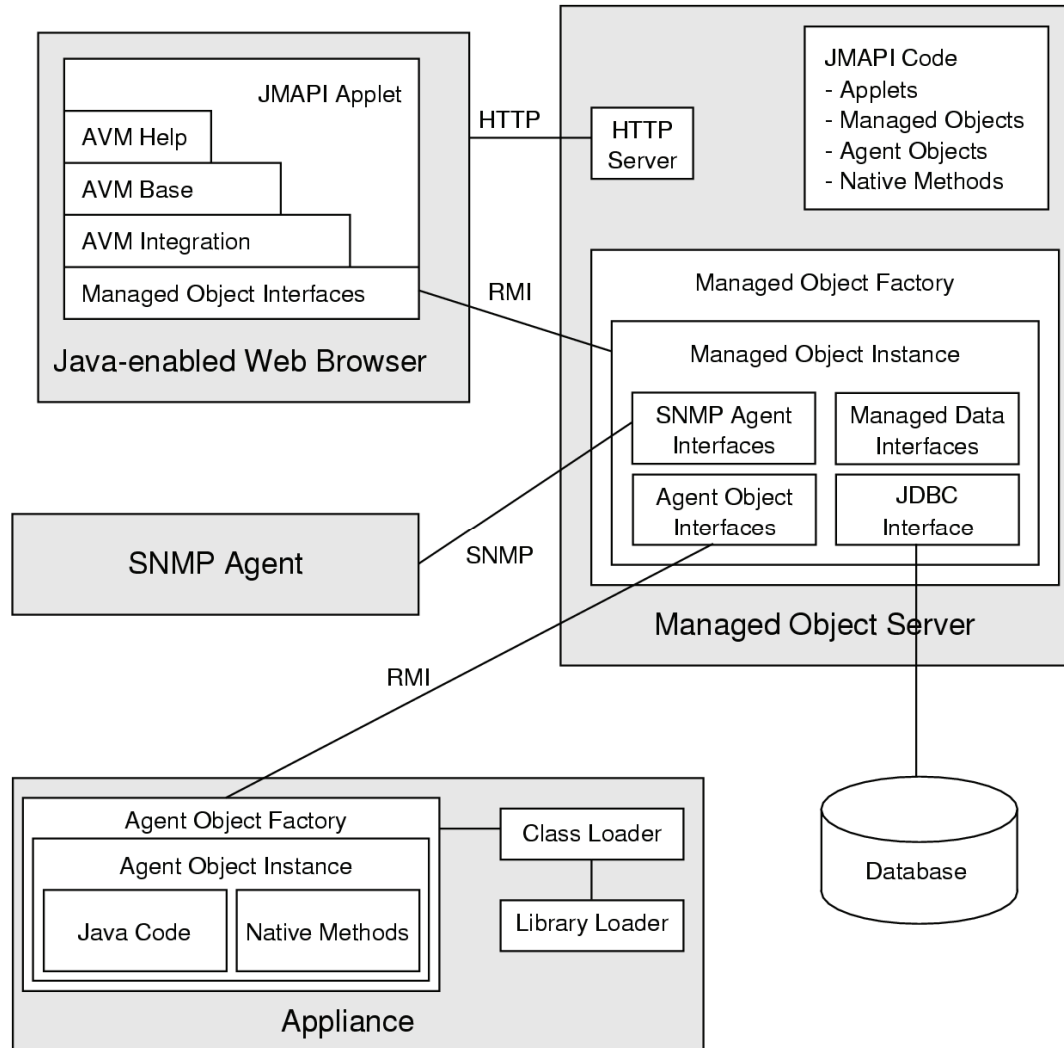 JMAPI Applet
AVM Help
AVM Base
AVM Integration
Managed Object Interfaces
Java-enabled Web Browser
HTTP
HTTP
Server
JMAPI Code
- Applets
- Managed Objects
- Agent Objects
- Native Methods
RMI
Managed Object Factory
Managed Object Instance
SNMP Agent
Interfaces
Managed Data
Interfaces
Agent Object
Interfaces
JDBC
Interface
Managed Object Server
SNMP Agent
SNMP
RMI
Agent Object Factory
Agent Object Instance
Java Code
Native Methods
Class Loader
Library Loader
Appliance
Database